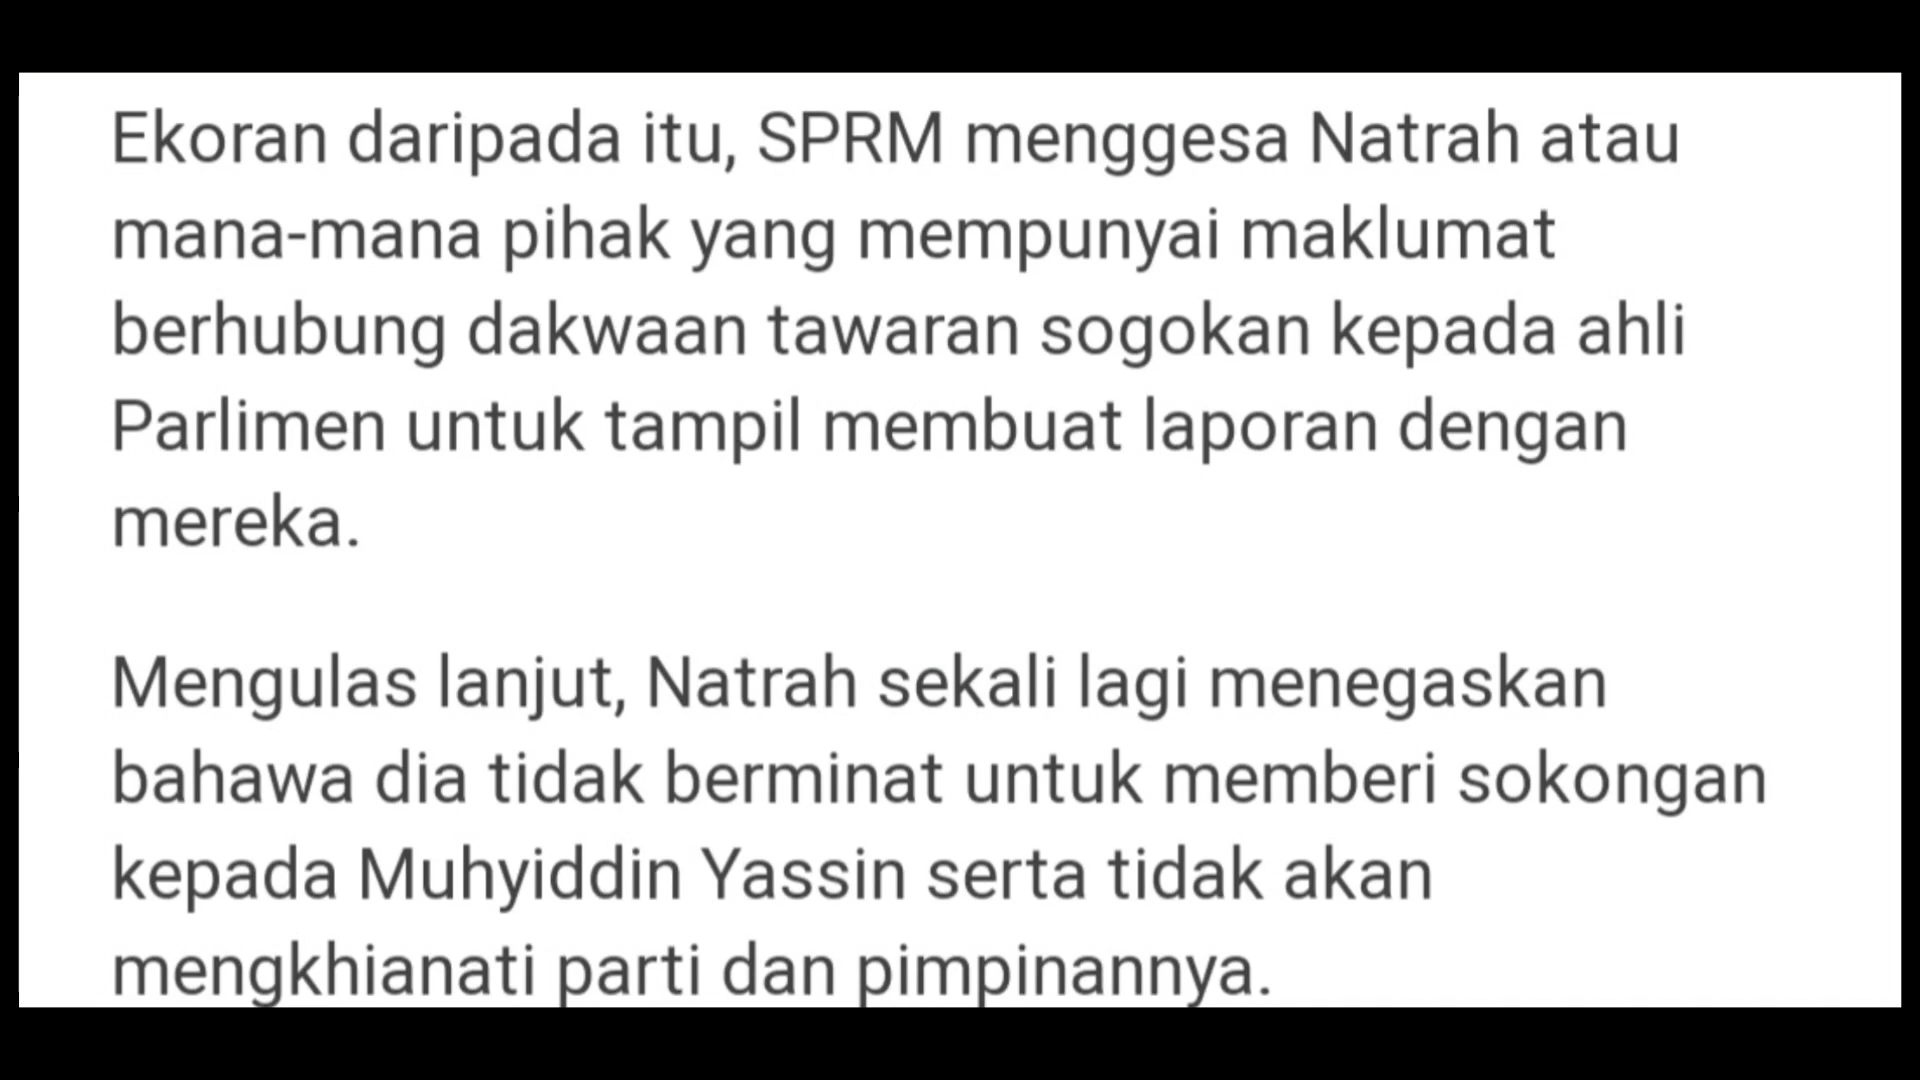 Ekoran daripada itu, SPRM menggesa Natrah atau
mana-mana pihak yang mempunyai maklumat
berhubung dakwaan tawaran sogokan kepada ahli
Parlimen untuk tampil membuat laporan dengan
mereka.
Mengulas lanjut, Natrah sekali lagi menegaskan
bahawa dia tidak berminat untuk memberi sokongan
kepada Muhyiddin Yassin serta tidak akan
mengkhianati parti dan pimpinannya.